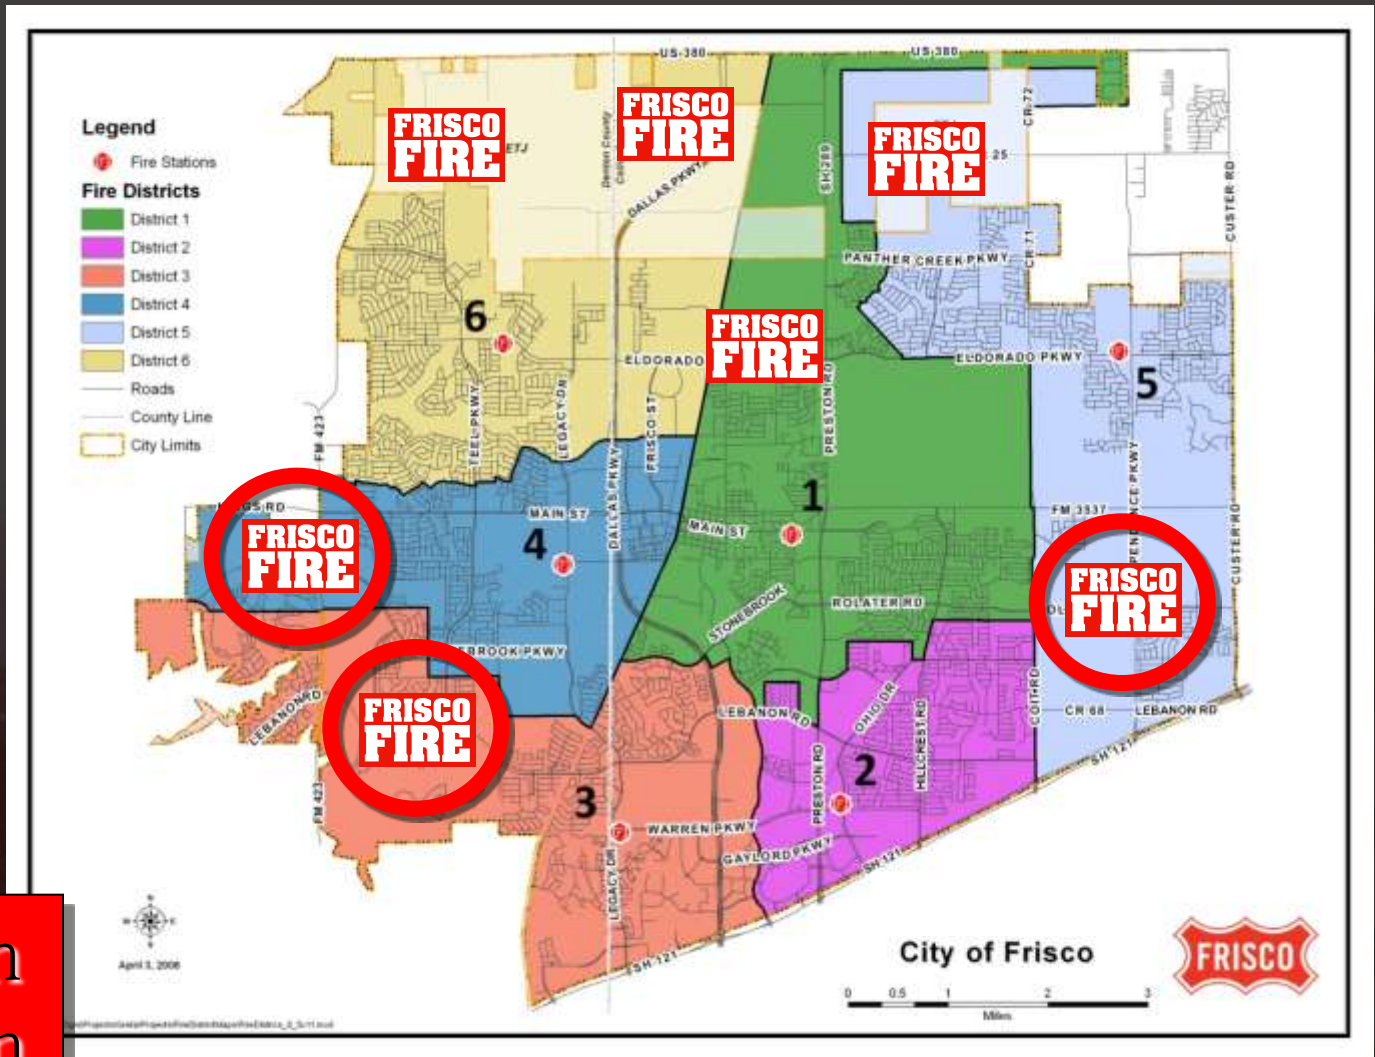 US 380
US 380
Legend
Fire Stations
Fire Districts
District 1
District 2
District 3
District 4
District 5
District 6
Roads
County Line
City Limits
FRISCO
FIRE
FRISCO
FIRE
FRISCO
FIRE
ETJ
Denton County
DALLAS PKWY
SH 289
CR 72
25
CUSTER RD
CR 71
PANTHER CREEK PKWY
6
FRISCO
FIRE
ELDORADO
ELDORADO PKWY
5
TEEL PKWY
LEGACY DR
FRISCO ST
PRESTON RD
FM 423
DALLAS PKWY
1
MAIN ST
MAIN ST
FM 3537
4
FRISCO
FIRE
FRISCO
FIRE
CUSTER RD
STONEBROOK
ROLATER RD
BROOK PKWY
LEBANON RD
FRISCO
FIRE
LEBANON RD
OHIO DR
HILLCREST RD
COIT RD
CR 68
LEBANON RD
SH 121
2
3
PRESTON RD
FM 423
WARREN PKWY
GAYLORD PKWY
SH 121
LEGACY DR
SH 121
N
W
E
S
April 3, 2008
City of Frisco
FRISCO
0 0.5 1 2 3
Miles